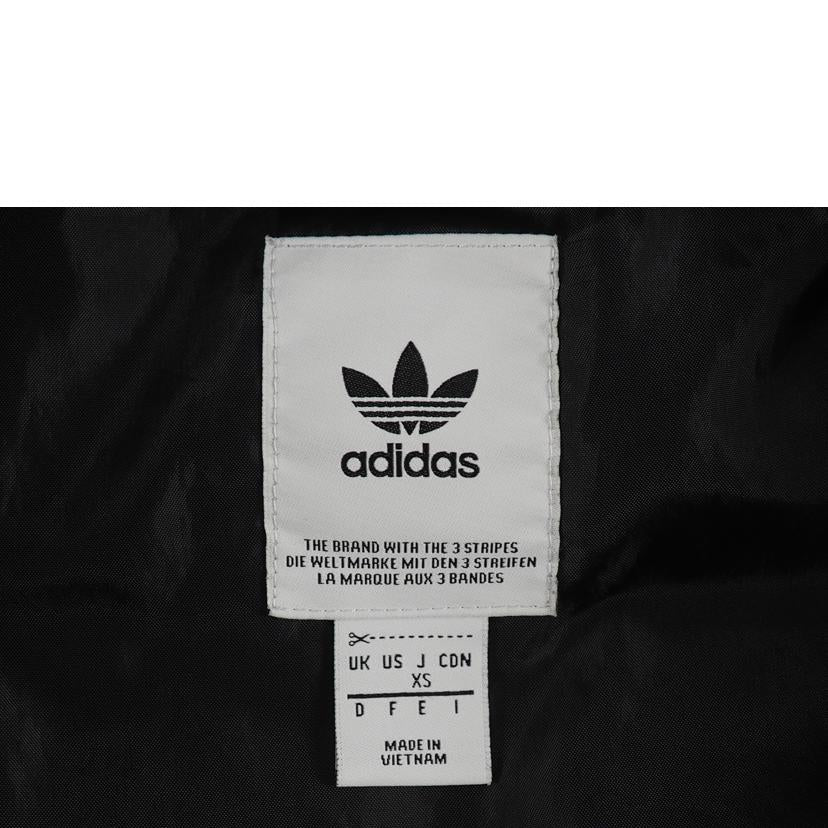 adidas
THE BRAND WITH THE 3 STRIPES
DIE WELTMARKE MIT DEN 3 STREIFEN
LA MARQUE AUX 3 BANDES
UK US J CDN
XS
D F E I
MADE IN
VIETNAM